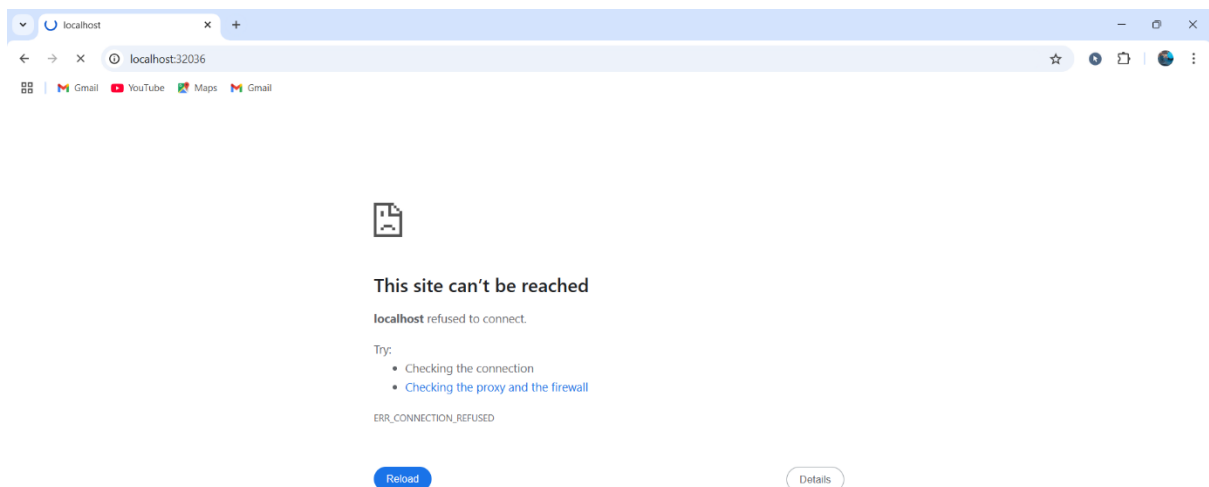 localhost
localhost:32036
Gmail YouTube Maps Gmail
This site can't be reached
localhost refused to connect.
Try:
Checking the connection
Checking the proxy and the firewall
ERR_CONNECTION_REFUSED
Reload Details